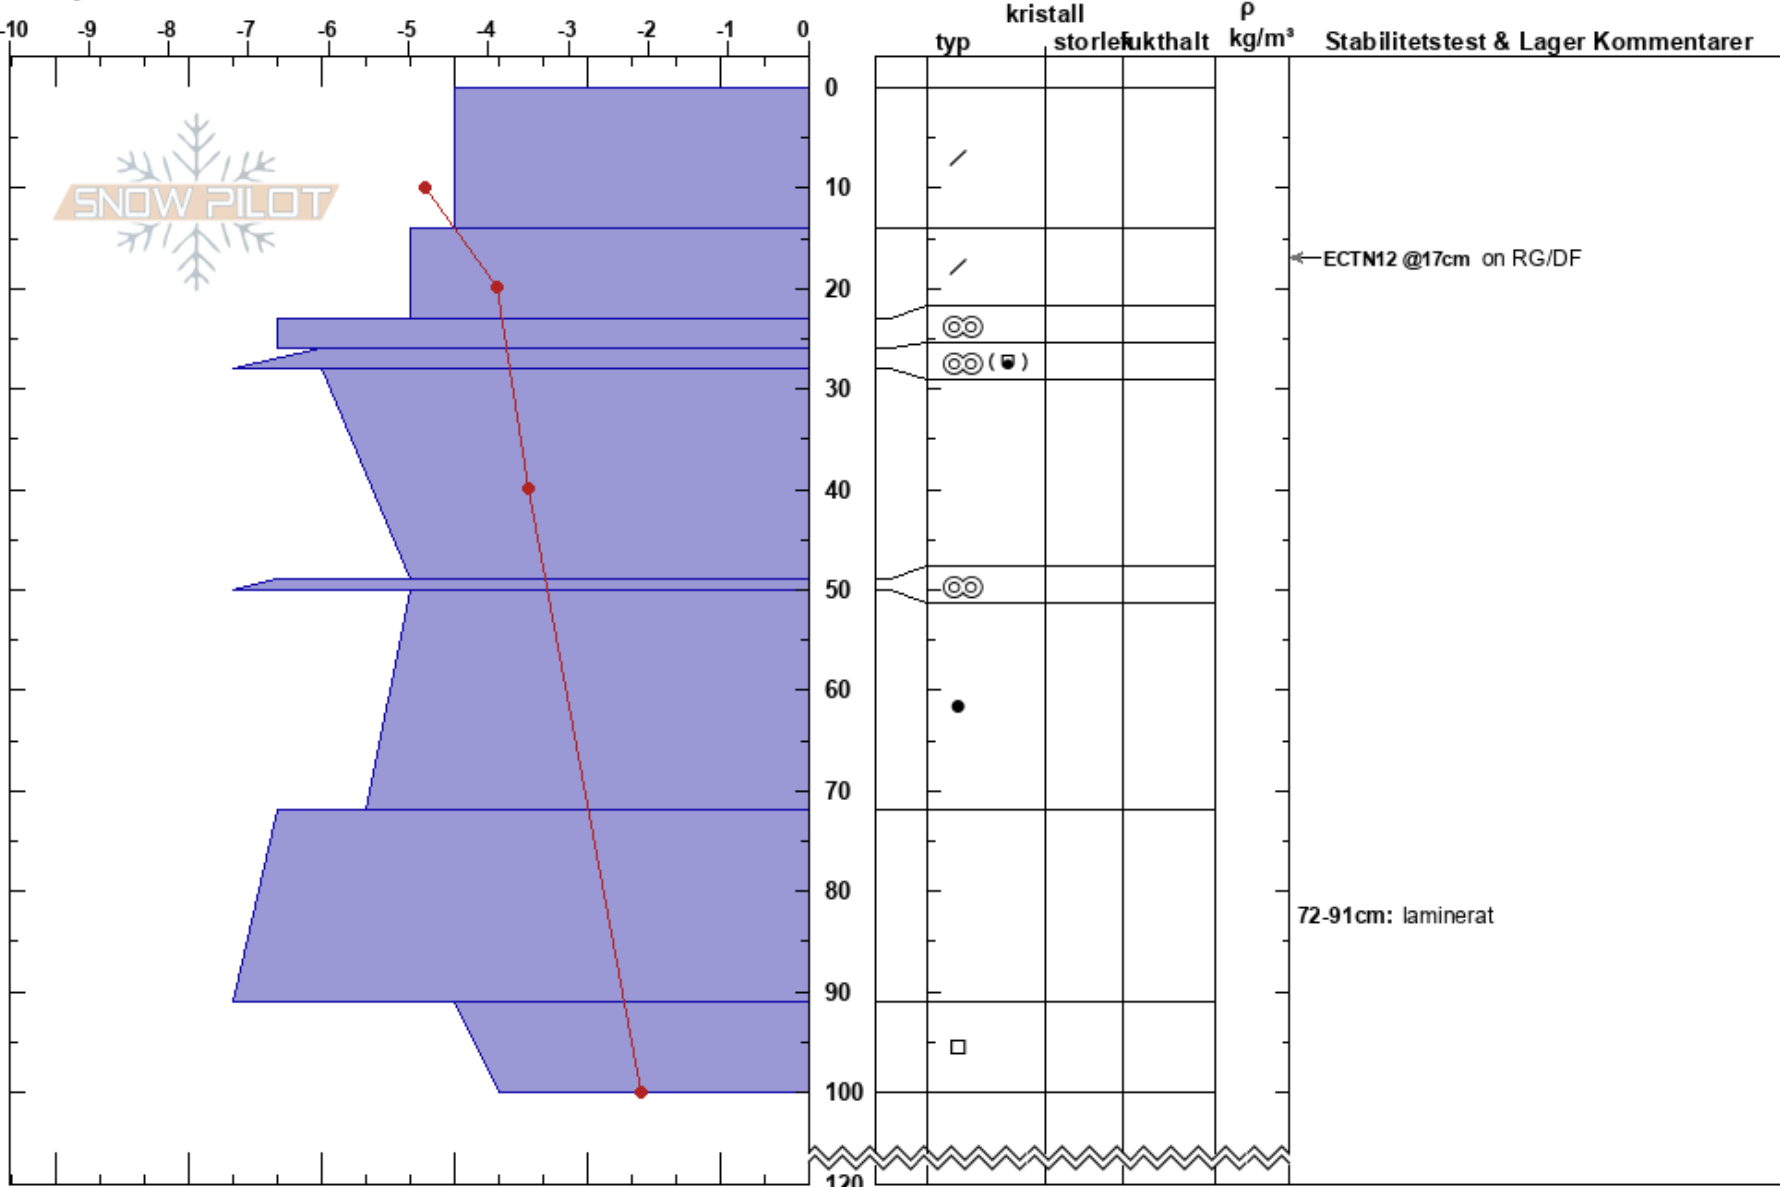 kristall
ρ
-10 -9 -8 -7 -6 -5 -4 -3 -2 -1 0
typ storlek fukthalt kg/m³ Stabilitetstest & Lager Kommentarer
0
SNOW PILOT
10
ECTN12 @17cm on RG/DF
20
30
40
50
60
70
80
72-91cm: laminerat
90
100
120